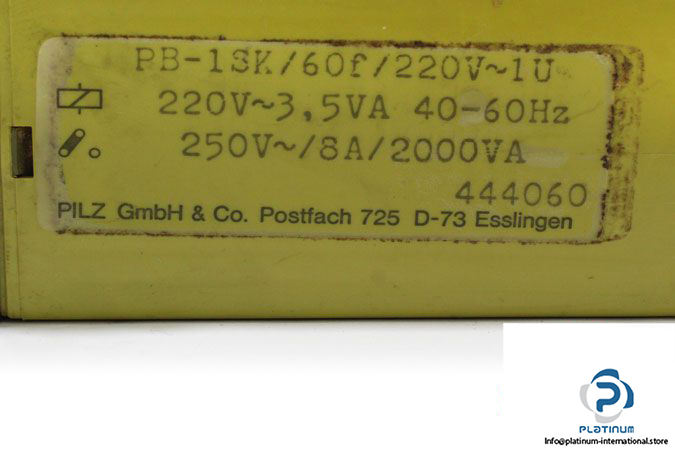 PB-1SK/60f/220V~1U
220V~3,5VA 40-60Hz
250V~/8A/2000VA
444060
PILZ GmbH & Co. Postfach 725 D-73 Esslingen
PLATINUM
Info@platinum-international.store